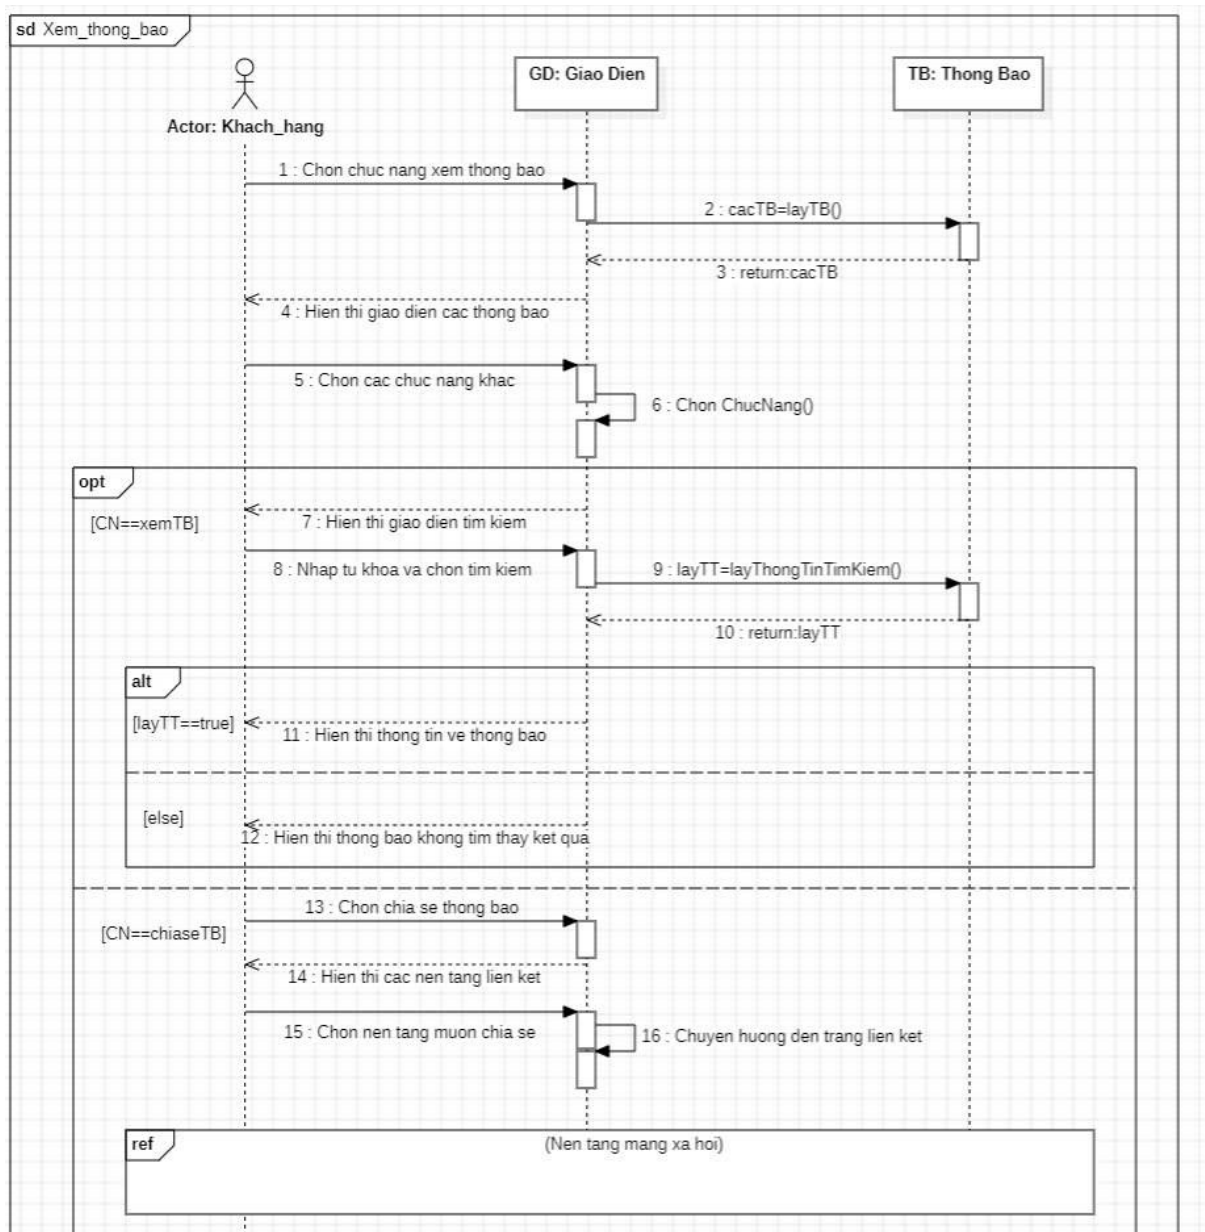 sd Xem_thong_bao
GD: Giao Dien
TB: Thong Bao
Actor: Khach_hang
1 : Chon chuc nang xem thong bao
2 : cacTB=layTB()
3 : return:cacTB
4 : Hien thi giao dien cac thong bao
5 : Chon cac chuc nang khac
6 : Chon ChucNang()
opt
[CN==xemTB]
7 : Hien thi giao dien tim kiem
8 : Nhap tu khoa va chon tim kiem
9 : layTT=layThongTinTimKiem()
10 : return:layTT
alt
[layTT==true]
11 : Hien thi thong tin ve thong bao
[else]
12 : Hien thi thong bao khong tim thay ket qua
13 : Chon chia se thong bao
[CN==chiaseTB]
14 : Hien thi cac nen tang lien ket
15 : Chon nen tang muon chia se
16 : Chuyen huong den trang lien ket
ref
(Nen tang mang xa hoi)